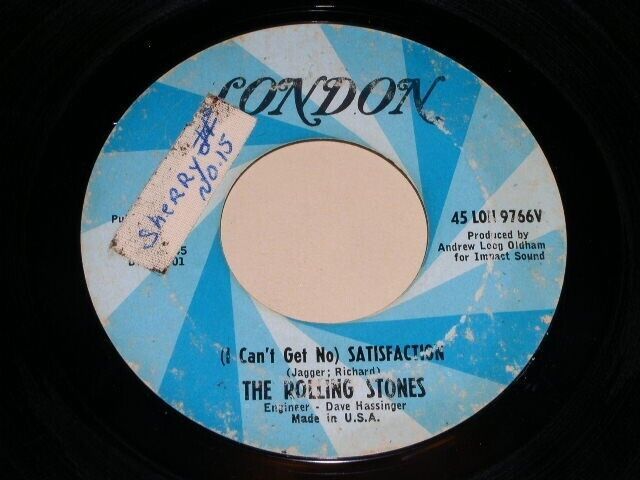 LONDON
SHERRY
NO.15
45 LON 9766V
Produced by
Andrew Loog Oldham
for Impact Sound
(I Can't Get No) SATISFACTION
(Jagger; Richard)
THE ROLLING STONES
Engineer - Dave Hassinger
Made in U.S.A.